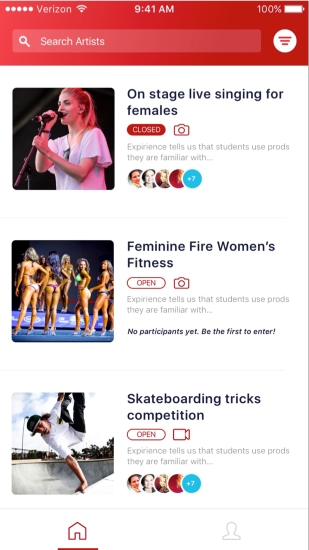 Verizon 9:41 AM 100%
Search Artists
On stage live singing for
females
CLOSED
Expirience tells us that students use prods
they are familiar with...
+7
Feminine Fire Women's
Fitness
OPEN
Expirience tells us that students use prods
they are familiar with...
No participants yet. Be the first to enter!
Skateboarding tricks
competition
OPEN
Expirience tells us that students use prods
they are familiar with...
+7